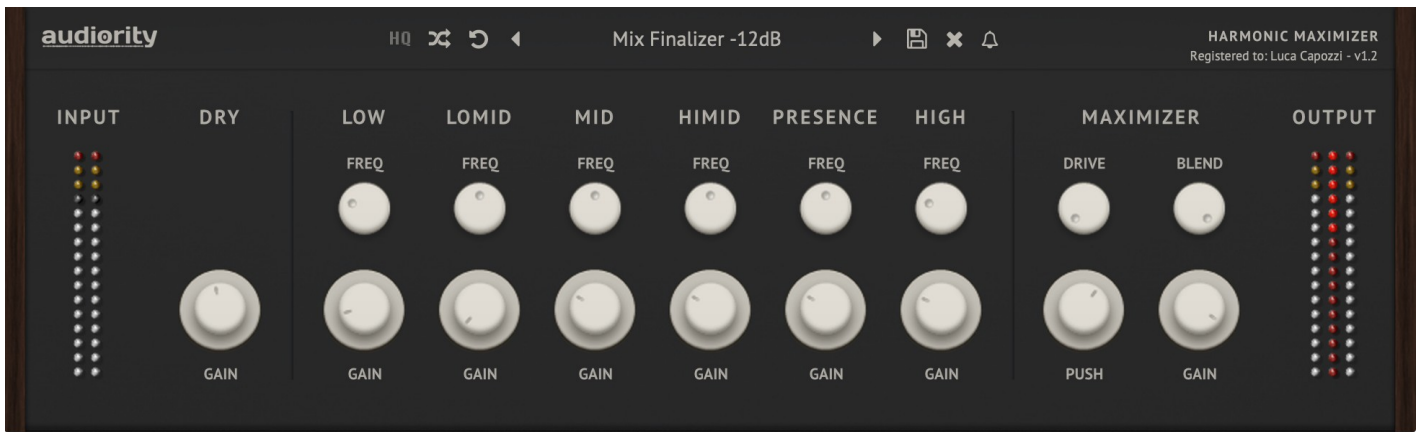 audiority
HQ
Mix Finalizer -12dB
HARMONIC MAXIMIZER
Registered to: Luca Capozzi - v1.2
INPUT DRY LOW LOMID MID HIMID PRESENCE HIGH MAXIMIZER OUTPUT
FREQ FREQ FREQ FREQ FREQ FREQ DRIVE BLEND
GAIN GAIN GAIN GAIN GAIN GAIN GAIN PUSH GAIN